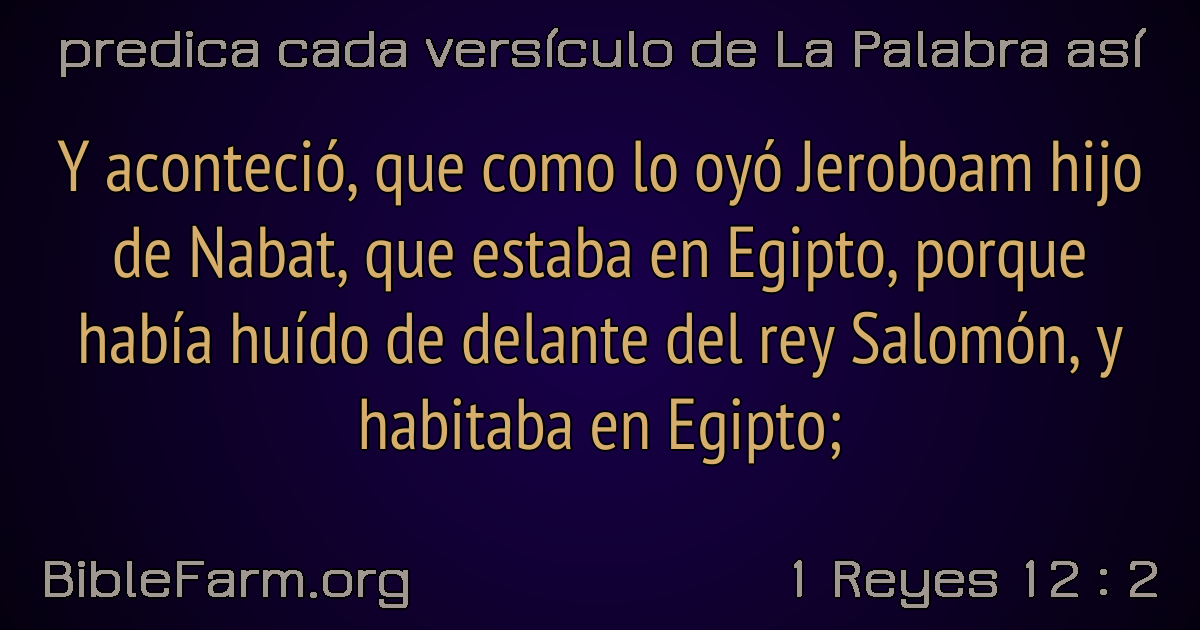 predica cada versículo de La Palabra así
Y aconteció, que como lo oyó Jeroboam hijo
de Nabat, que estaba en Egipto, porque
había huído de delante del rey Salomón, y
habitaba en Egipto;
BibleFarm.org
1 Reyes 12 : 2